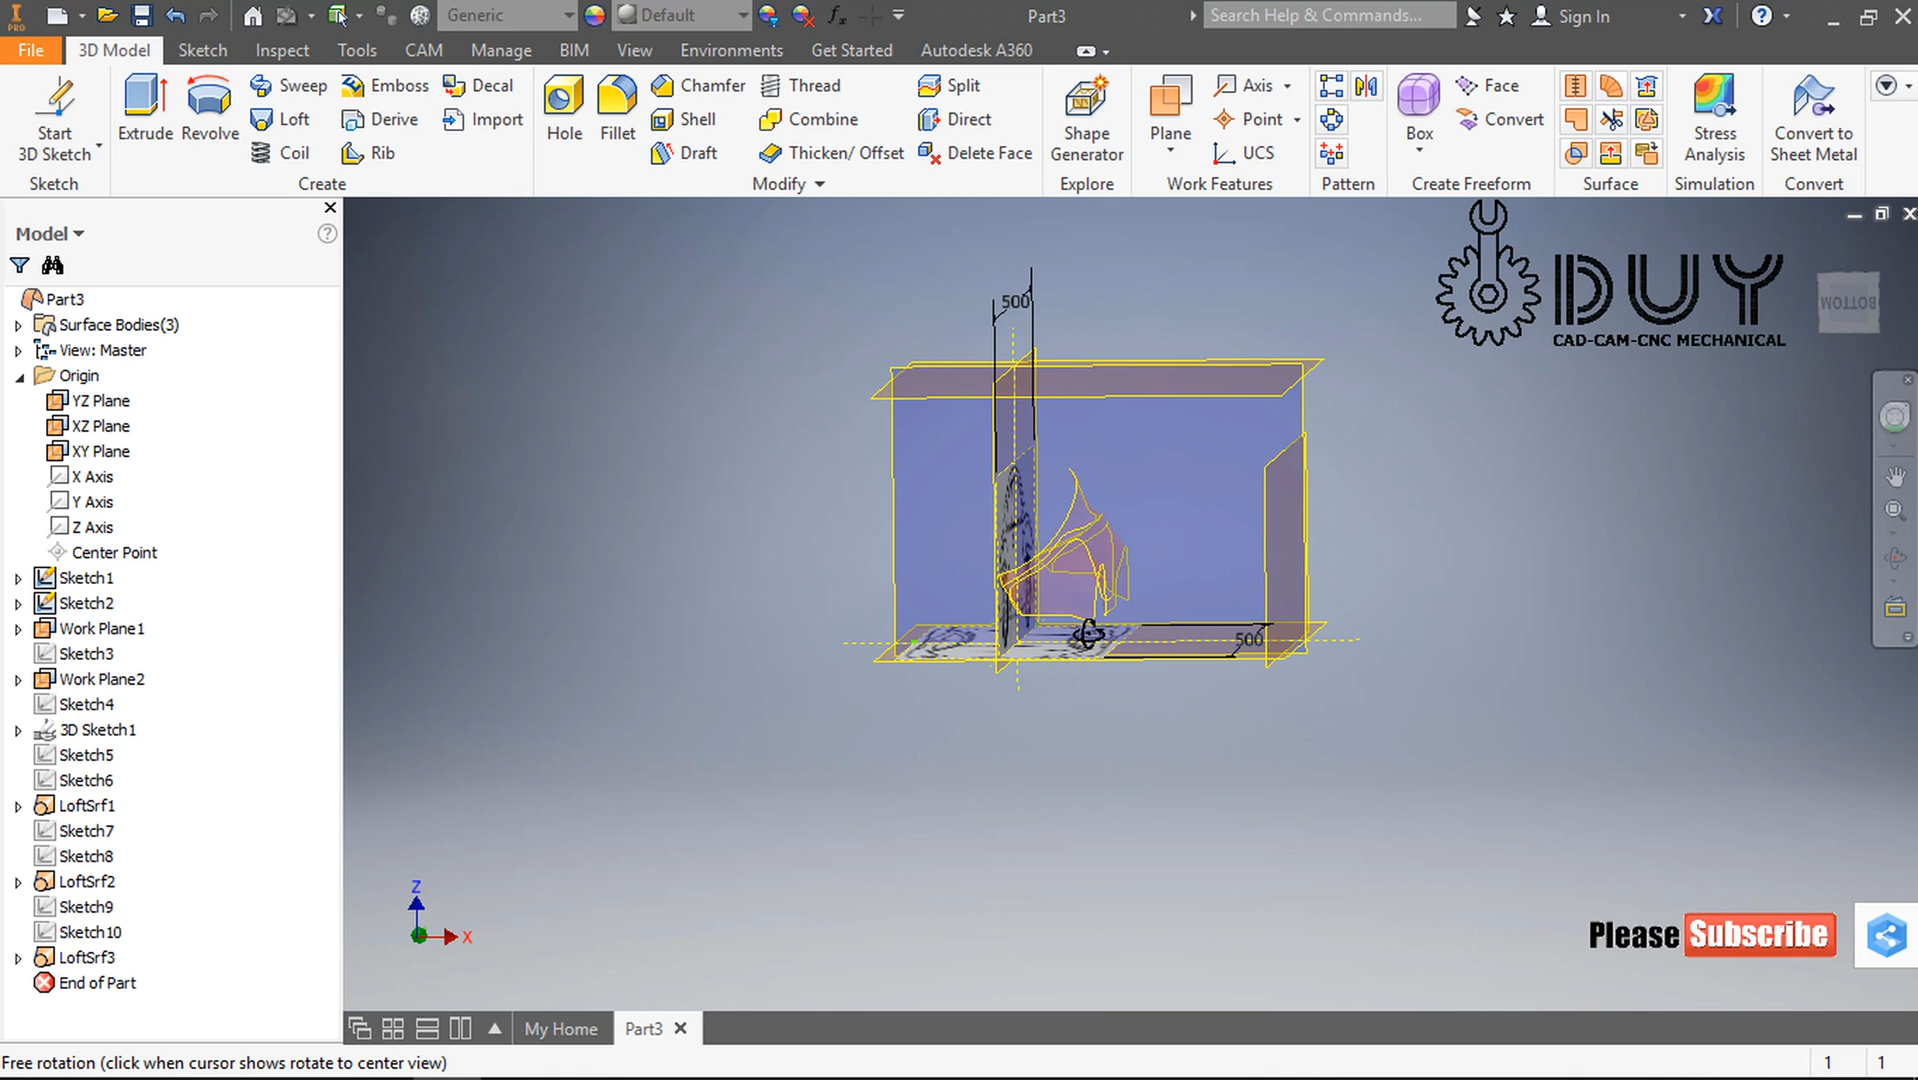 Generic
Default
Part3
Search Help & Commands...
Sign In
PRO
File
3D Model
Sketch
Inspect
Tools
CAM
Manage
BIM
View
Environments
Get Started
Autodesk A360
Start
3D Sketch
Sketch
Extrude
Revolve
Sweep
Loft
Coil
Emboss
Derive
Rib
Decal
Import
Create
Hole
Fillet
Chamfer
Shell
Draft
Thread
Combine
Thicken/ Offset
Split
Direct
Delete Face
Modify
Shape
Generator
Explore
Plane
Axis
Point
UCS
Work Features
Pattern
Box
Face
Convert
Create Freeform
Surface
Stress
Analysis
Simulation
Convert to
Sheet Metal
Convert
Model
Part3
Surface Bodies(3)
View: Master
Origin
YZ Plane
XZ Plane
XY Plane
X Axis
Y Axis
Z Axis
Center Point
Sketch1
Sketch2
Work Plane1
Sketch3
Work Plane2
Sketch4
3D Sketch1
Sketch5
Sketch6
LoftSrf1
Sketch7
Sketch8
LoftSrf2
Sketch9
Sketch10
LoftSrf3
End of Part
500
500
DUY
CAD-CAM-CNC MECHANICAL
BOTTOM
Z
X
Please Subscribe
My Home
Part3
Free rotation (click when cursor shows rotate to center view)
1
1